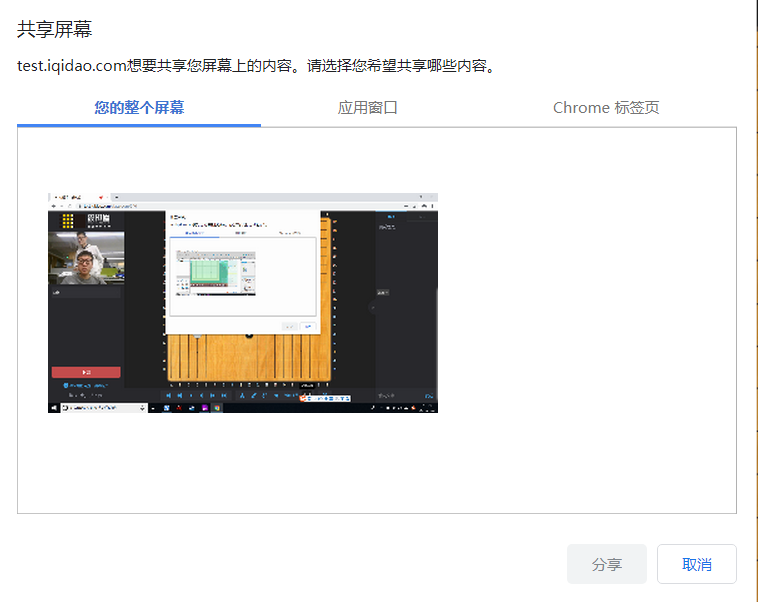 共享屏幕
test.iqidao.com想要共享您屏幕上的内容。请选择您希望共享哪些内容。
您的整个屏幕
应用窗口
Chrome 标签页
分享
取消